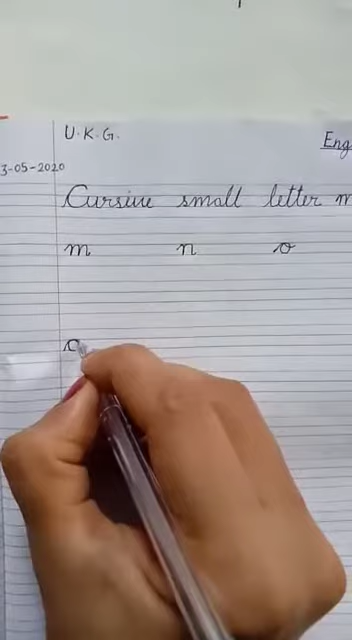 U.K.G.
Eng
3-05-2020
Cursive small letter m
m n o